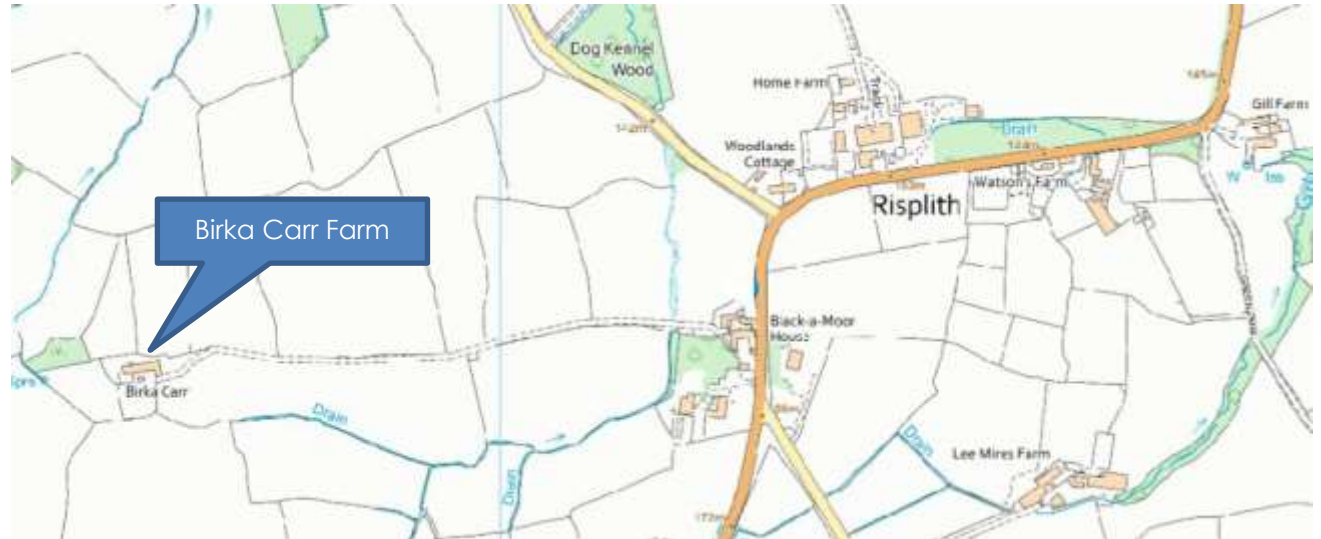 Dog Kennel
Wood
Home Farm
Track
Gill Farm
Drain
Woodlands
Cottage
Watson's Farm
Risplith
Birka Carr Farm
Black-a-Moor
House
Birka Carr
Drain
Drain
Drain
Lee Mires Farm